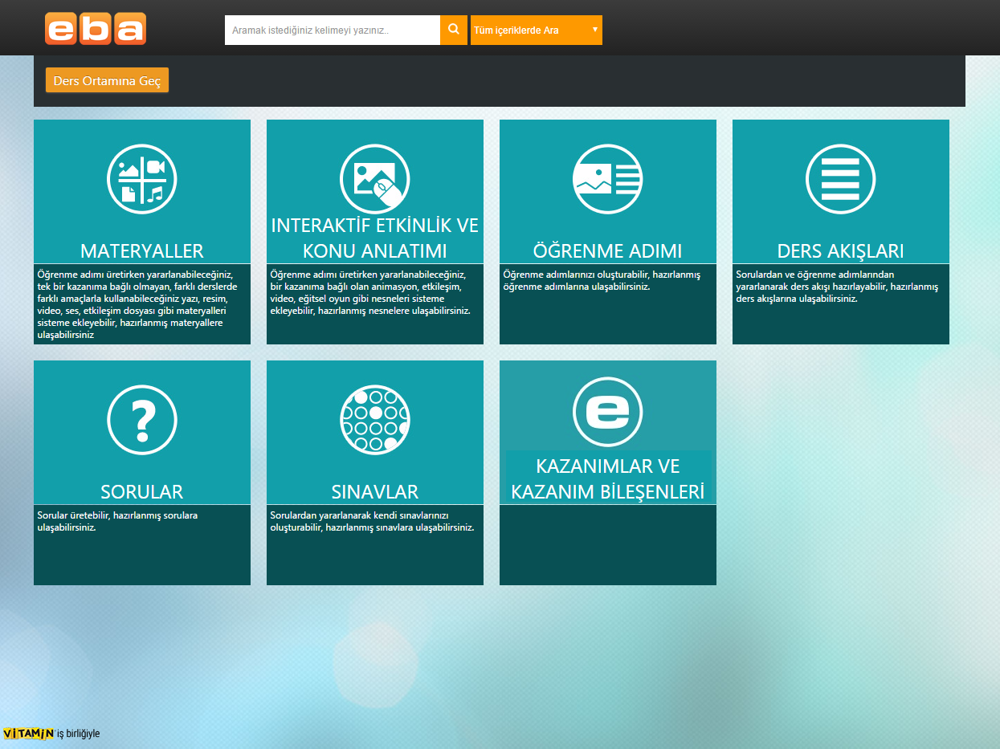 eba
Aramak istediğiniz kelimeyi yazınız..
Tüm içeriklerde Ara
Ders Ortamına Geç
MATERYALLER
Öğrenme adımı üretirken yararlanabileceğiniz,
tek bir kazanıma bağlı olmayan, farklı derslerde
farklı amaçlarla kullanabileceğiniz yazı, resim,
video, ses, etkileşim dosyası gibi materyalleri
sisteme ekleyebilir, hazırlanmış materyallere
ulaşabilirsiniz
INTERAKTİF ETKİNLİK VE
KONU ANLATIMI
Öğrenme adımı üretirken yararlanabileceğiniz,
bir kazanıma bağlı olan animasyon, etkileşim,
video, eğitsel oyun gibi nesneleri sisteme
ekleyebilir, hazırlanmış nesnelere ulaşabilirsiniz.
ÖĞRENME ADIMI
Öğrenme adımlarınızı oluşturabilir, hazırlanmış
öğrenme adımlarına ulaşabilirsiniz.
DERS AKIŞLARI
Sorulardan ve öğrenme adımlarından
yararlanarak ders akışı hazırlayabilir, hazırlanmış
ders akışlarına ulaşabilirsiniz.
?
SORULAR
Sorular üretebilir, hazırlanmış sorulara
ulaşabilirsiniz.
SINAVLAR
Sorulardan yararlanarak kendi sınavlarınızı
oluşturabilir, hazırlanmış sınavlara ulaşabilirsiniz.
e
KAZANIMLAR VE
KAZANIM BİLEŞENLERİ
VİTAMİN iş birliğiyle